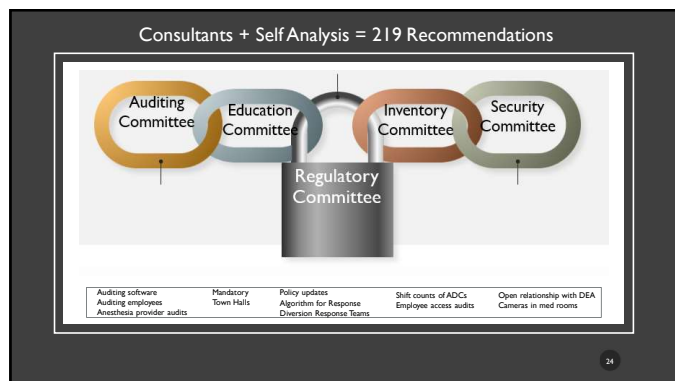 Consultants + Self Analysis = 219 Recommendations
Auditing
Committee
Education
Committee
Regulatory
Committee
Inventory
Committee
Security
Committee
Auditing software
Auditing employees
Anesthesia provider audits
Mandatory
Town Halls
Policy updates
Algorithm for Response
Diversion Response Teams
Shift counts of ADCs
Employee access audits
Open relationship with DEA
Cameras in med rooms
24